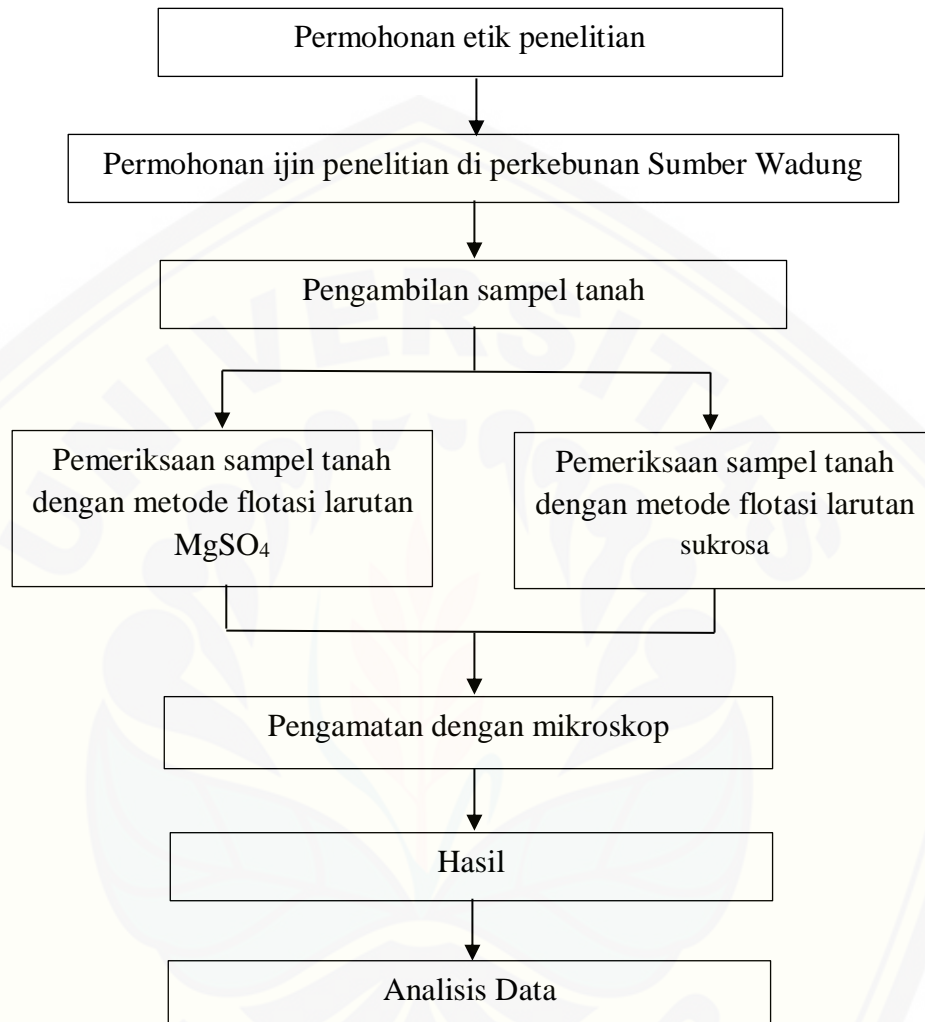 Permohonan etik penelitian
Permohonan ijin penelitian di perkebunan Sumber Wadung
Pengambilan sampel tanah
Pemeriksaan sampel tanah
dengan metode flotasi larutan
MgSO₄
Pemeriksaan sampel tanah
dengan metode flotasi larutan
sukrosa
Pengamatan dengan mikroskop
Hasil
Analisis Data
UNIVERSITAS